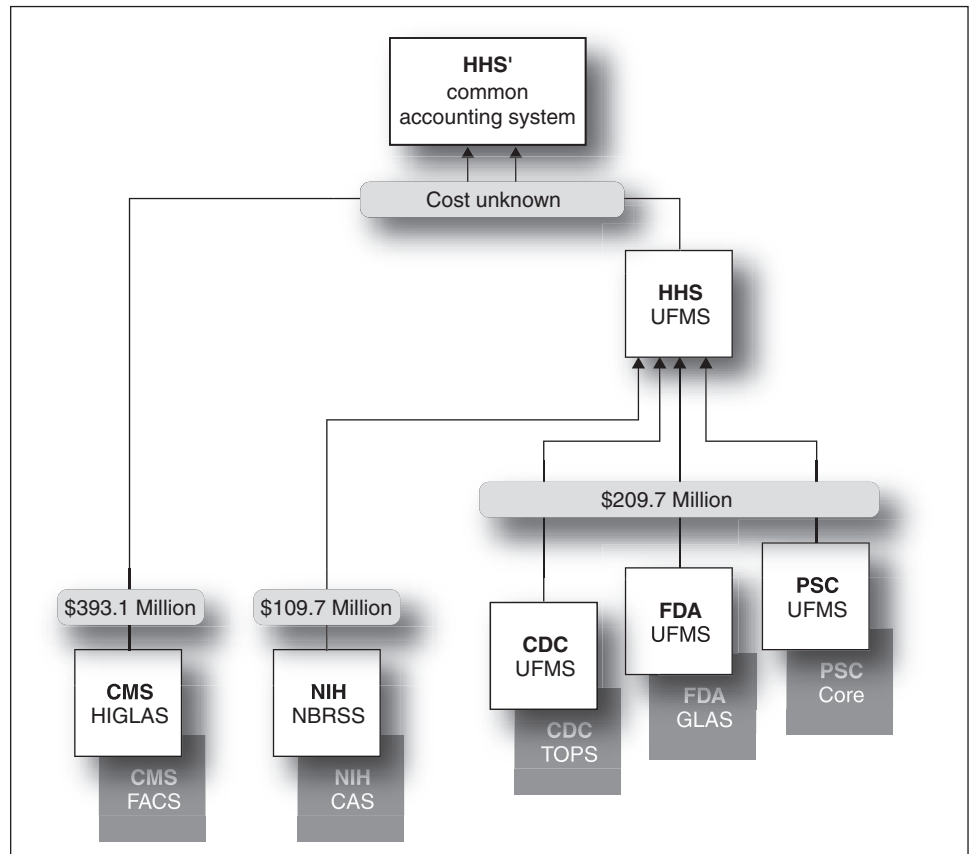 HHS'
common
accounting system
Cost unknown
HHS
UFMS
$209.7 Million
$393.1 Million
$109.7 Million
CMS
HIGLAS
CMS
FACS
NIH
NBRSS
NIH
CAS
CDC
UFMS
CDC
TOPS
FDA
UFMS
FDA
GLAS
PSC
UFMS
PSC
Core